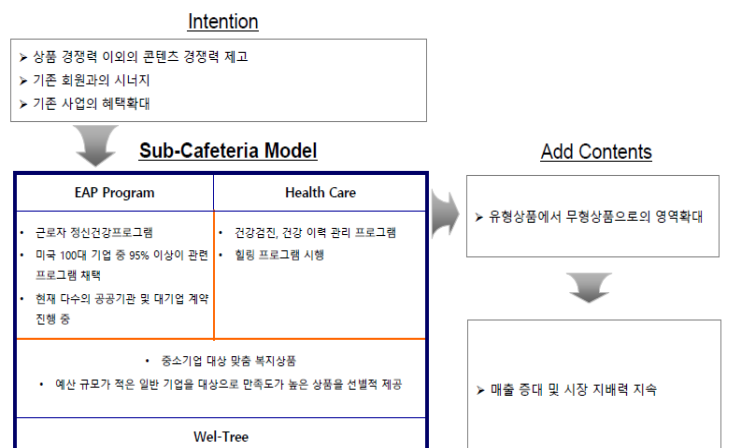 Intention
➢ 상품 경쟁력 이외의 콘텐츠 경쟁력 제고
➢ 기존 회원과의 시너지
➢ 기존 사업의 혜택확대
Sub-Cafeteria Model
EAP Program
• 근로자 정신건강프로그램
• 미국 100대 기업 중 95% 이상이 관련
프로그램 채택
• 현재 다수의 공공기관 및 대기업 계약
진행 중
Health Care
• 건강검진, 건강 이력 관리 프로그램
• 힐링 프로그램 시행
• 중소기업 대상 맞춤 복지상품
• 예산 규모가 적은 일반 기업을 대상으로 만족도가 높은 상품을 선별적 제공
Wel-Tree
Add Contents
➢ 유형상품에서 무형상품으로의 영역확대
➢ 매출 증대 및 시장 지배력 지속